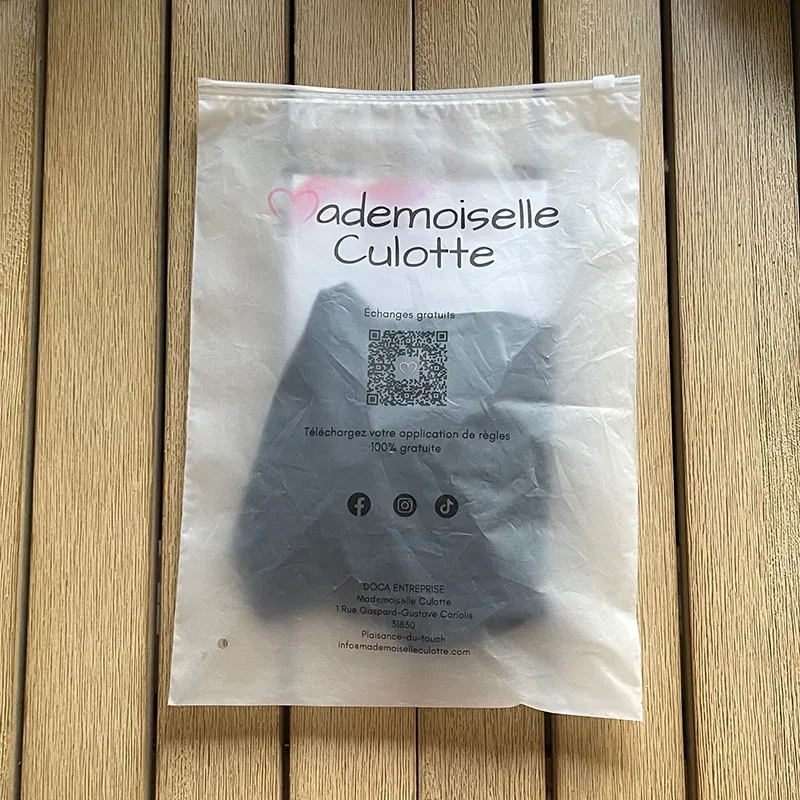 Mademoiselle
Culotte
Échanges gratuits
Téléchargez votre application de règles
100% gratuite
DOCA ENTREPRISE
Mademoiselle Culotte
1 Rue Gaspard-Gustave Coriolis
31830
Plaisance-du-touch
info@mademoiselleculotte.com